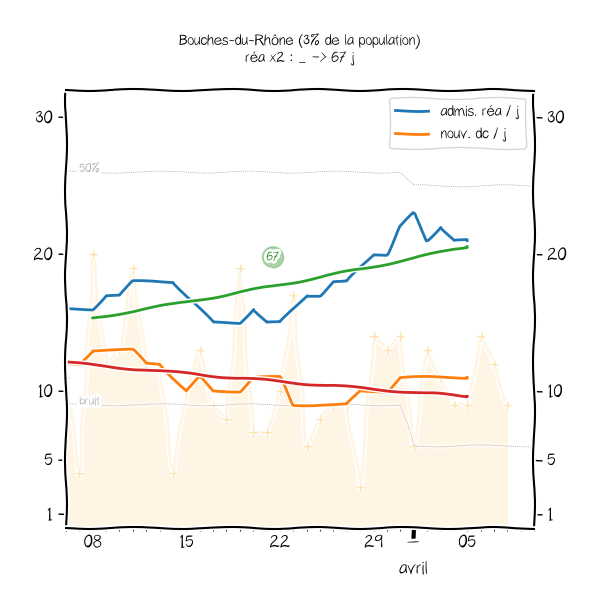 Bouches-du-Rhône (3% de la population)
réa x2 : _ -> 67 j
admis. réa / j
nouv. dc / j
30
30
50%
20
20
67
10
10
bruit
5
5
1
1
08 15 22 29 1 05
avril